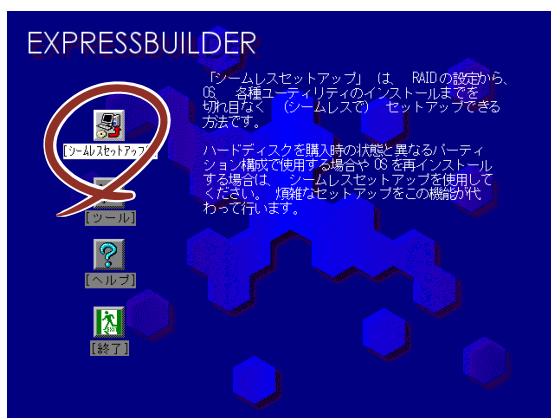 EXPRESSBUILDER
「シームレスセットアップ」 は、 RAIDの設定から、
OS、 各種ユーティリティのインストールまでを
切れ目なく （シームレスで） セットアップできる
方法です。
ハードディスクを購入時の状態と異なるパーティ
ション構成で使用する場合や OSを再インストール
する場合は、 シームレスセットアップを使用して
ください。 煩雑なセットアップをこの機能が代
わって行います。
[シームレスセットアップ]
[ツール]
[ヘルプ]
[終了]